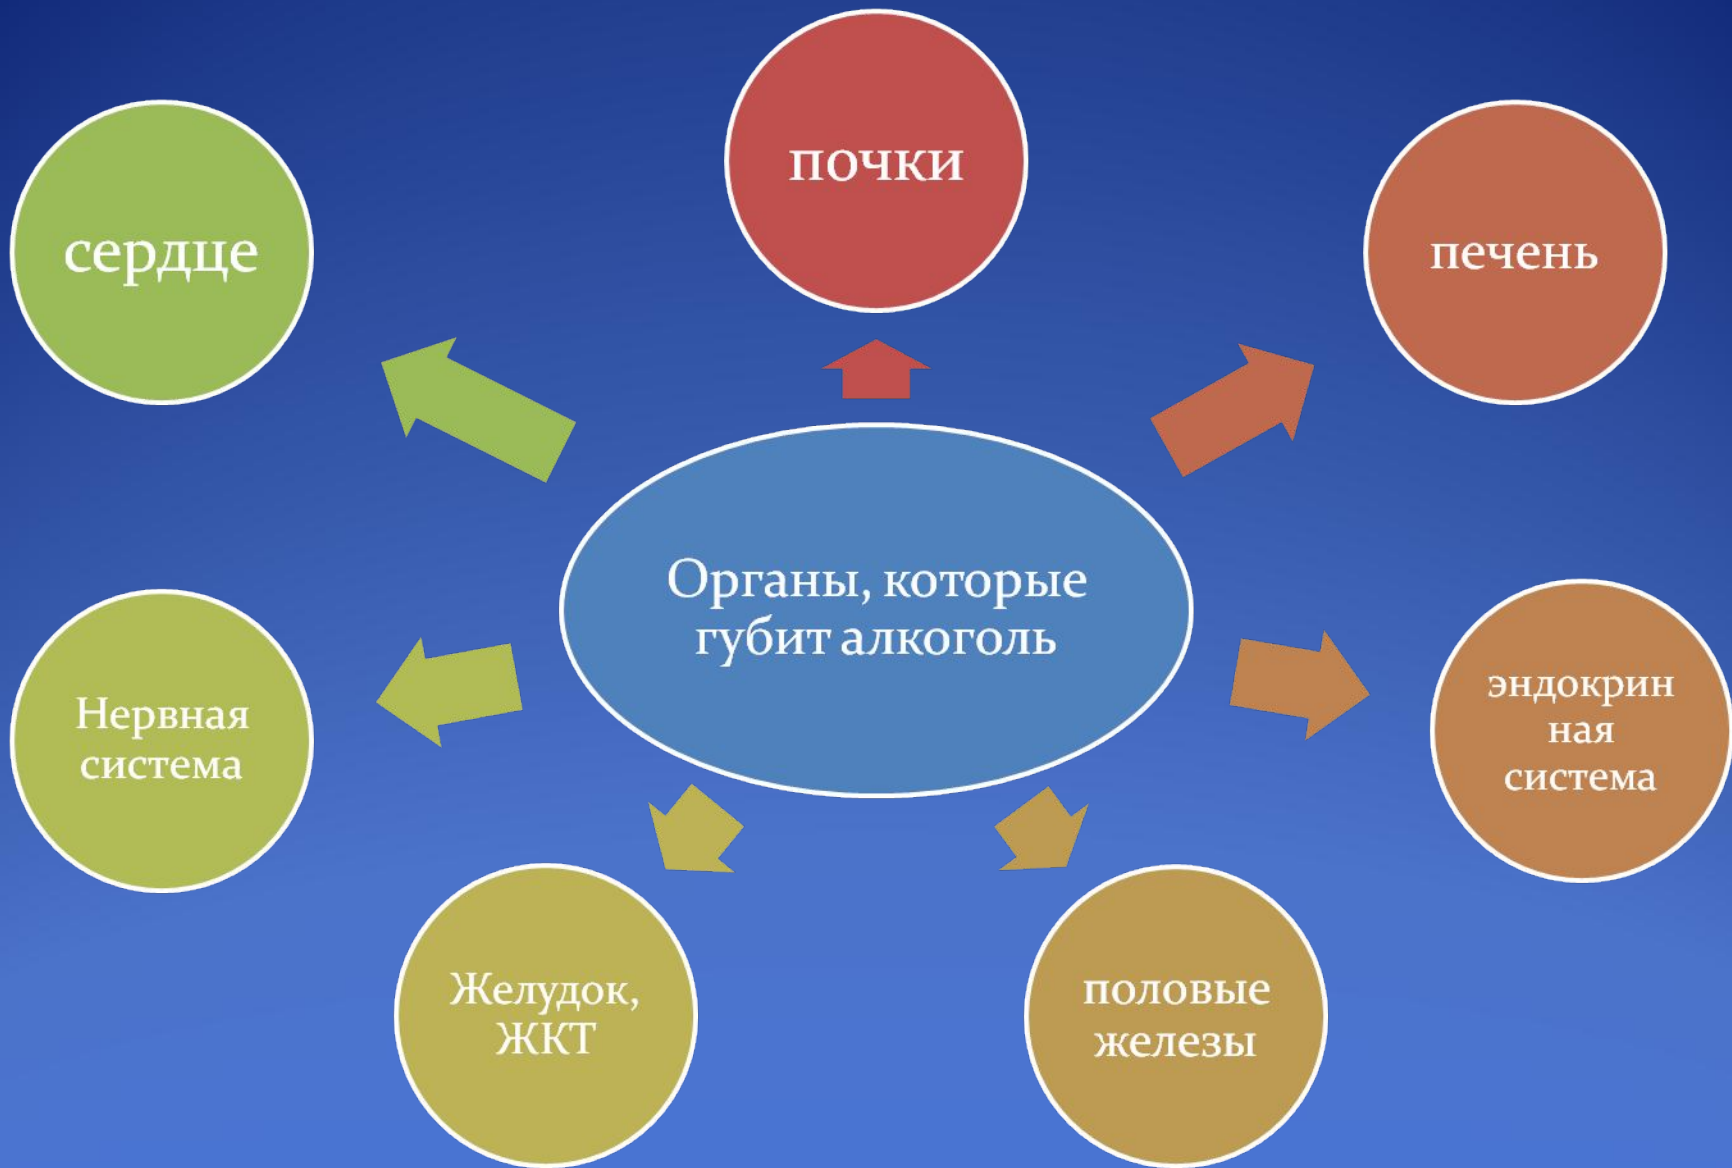 почки
сердце
печень
Органы, которые
губит алкоголь
Нервная
система
эндокрин
ная
система
Желудок,
ЖКТ
половые
железы